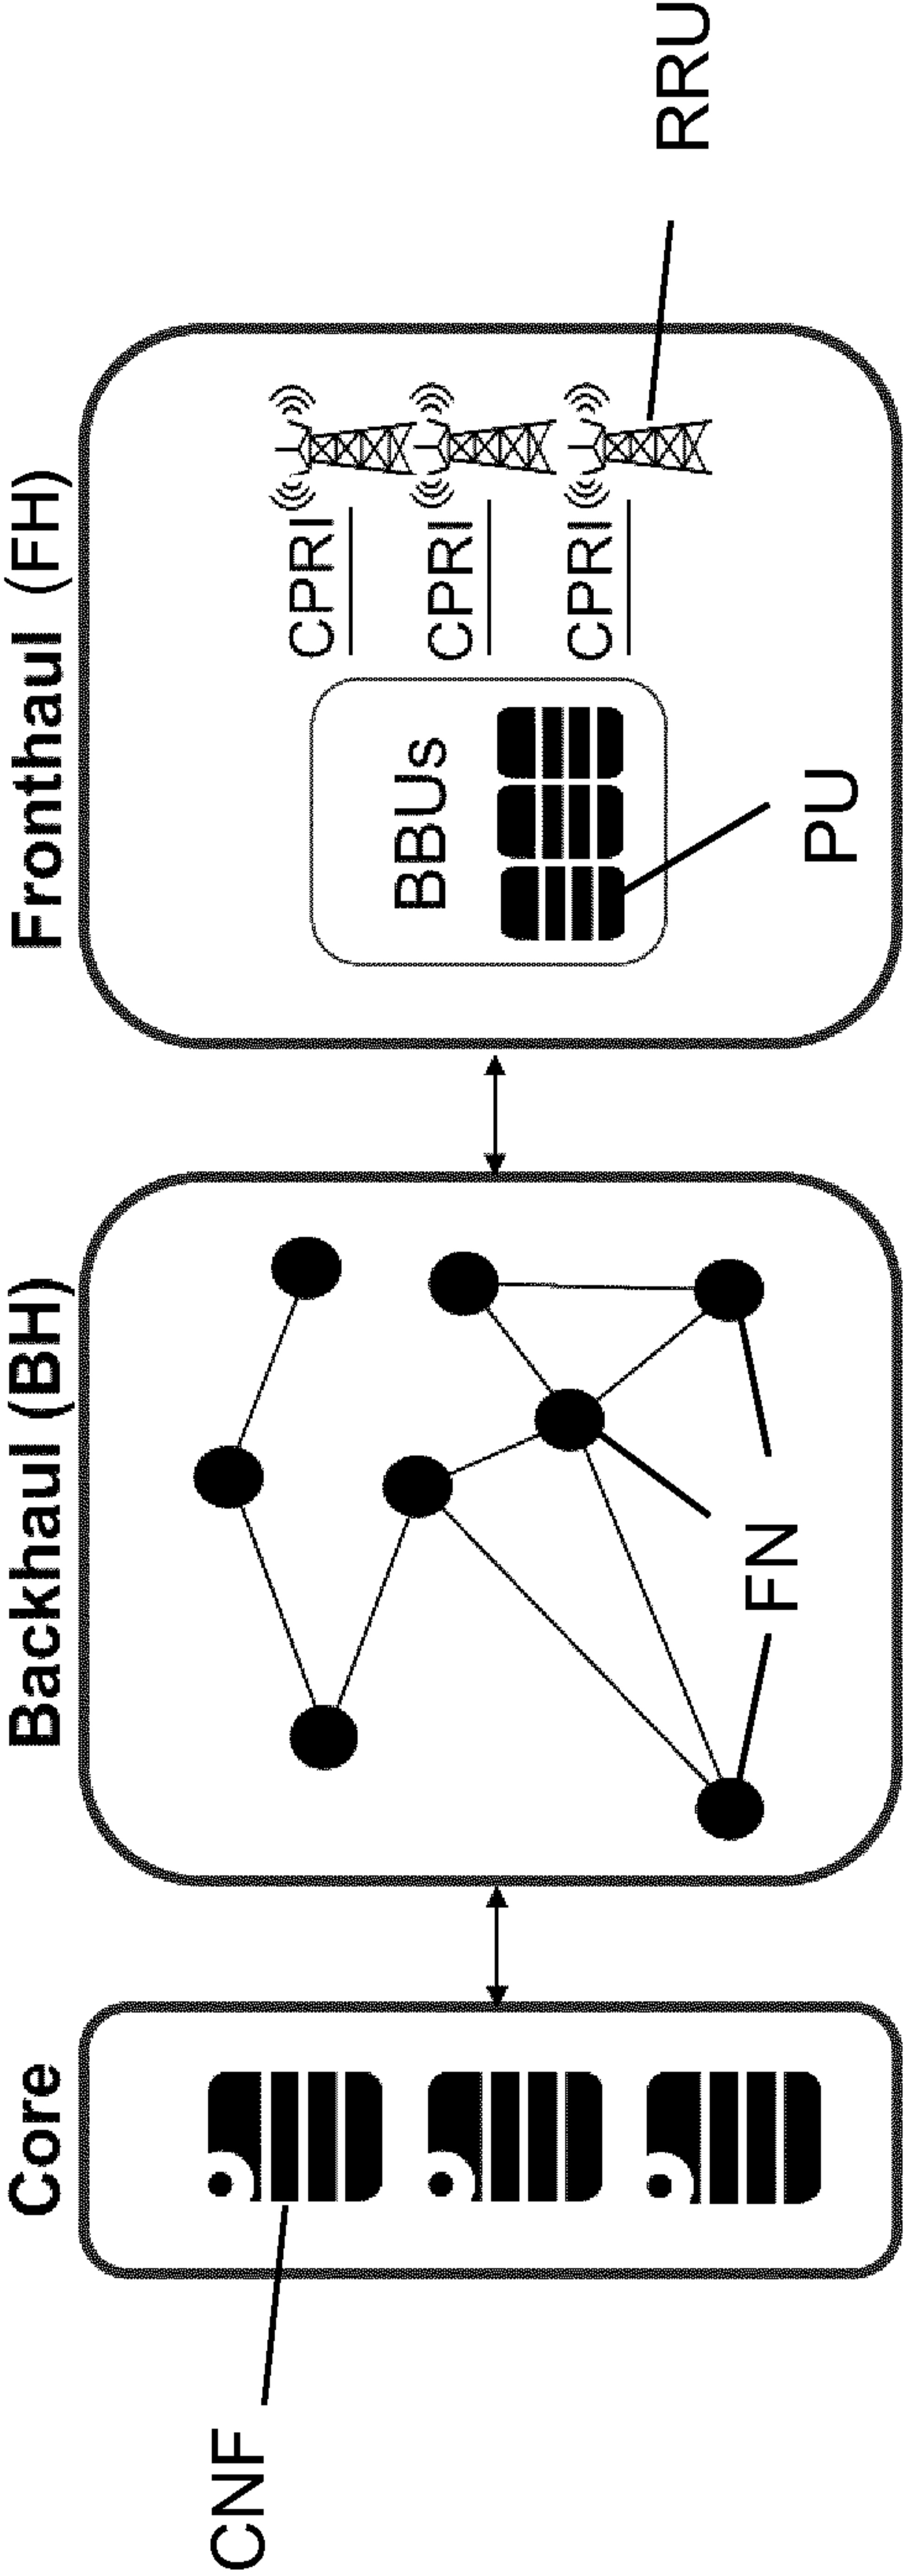 Core
Backhaul (BH)
Fronthaul (FH)
CNF
FN
BBUs
PU
CPRI
CPRI
CPRI
RRU